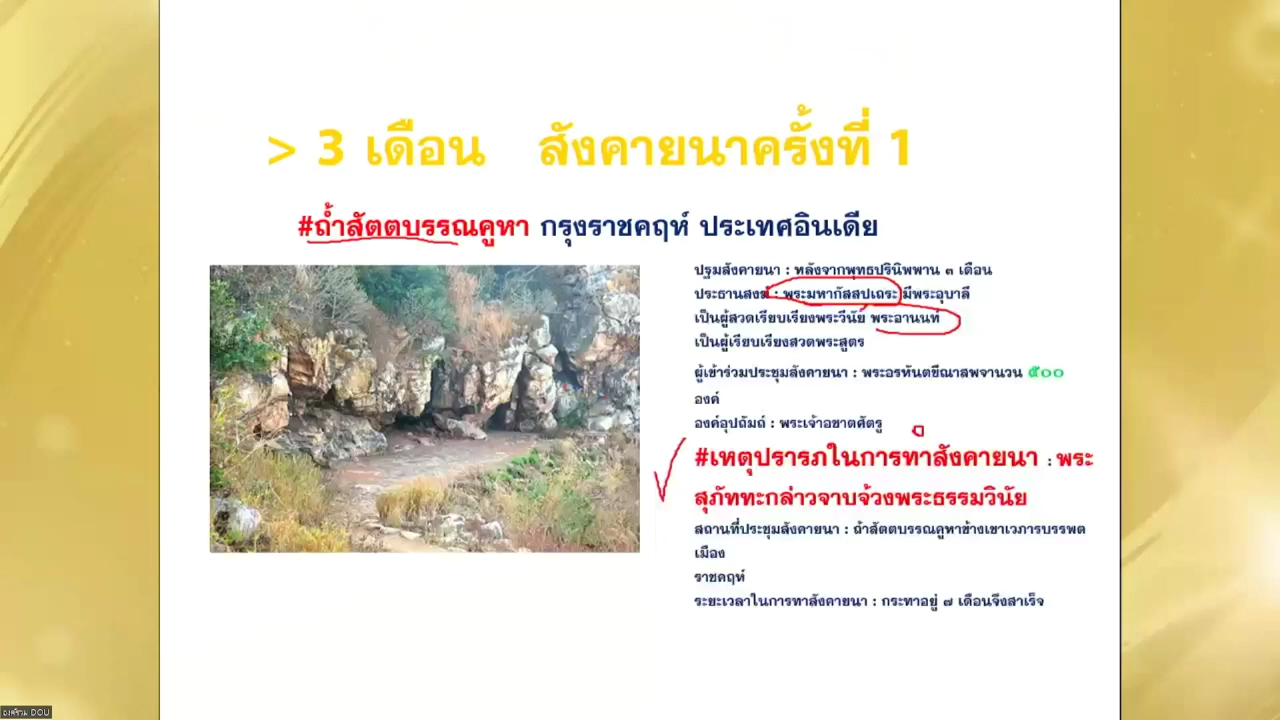 > 3 เดือน สังคายนาครั้งที่ 1
#ถ้ำสัตตบรรณคูหา กรุงราชคฤห์ ประเทศอินเดีย
ปฐมสังคายนา : หลังจากพุทธปรินิพพาน ๓ เดือน
ประธานสงฆ์ : พระมหากัสสปเถระ มีพระอุบาลี
เป็นผู้สวดเรียบเรียงพระวินัย พระอานนท์
เป็นผู้เรียบเรียงสวดพระสูตร
ผู้เข้าร่วมประชุมสังคายนา : พระอรหันตขีณาสพจานวน ๕๐๐
องค์
องค์อุปถัมถ์ : พระเจ้าอชาตศัตรู
#เหตุปรารภในการทาสังคายนา : พระ
สุภัททะกล่าวจาบจ้วงพระธรรมวินัย
สถานที่ประชุมสังคายนา : ถ้าสัตตบรรณคูหาข้างเขาเวภารบรรพต
เมือง
ราชคฤห์
ระยะเวลาในการทาสังคายนา : กระทาอยู่ ๗ เดือนจึงสาเร็จ